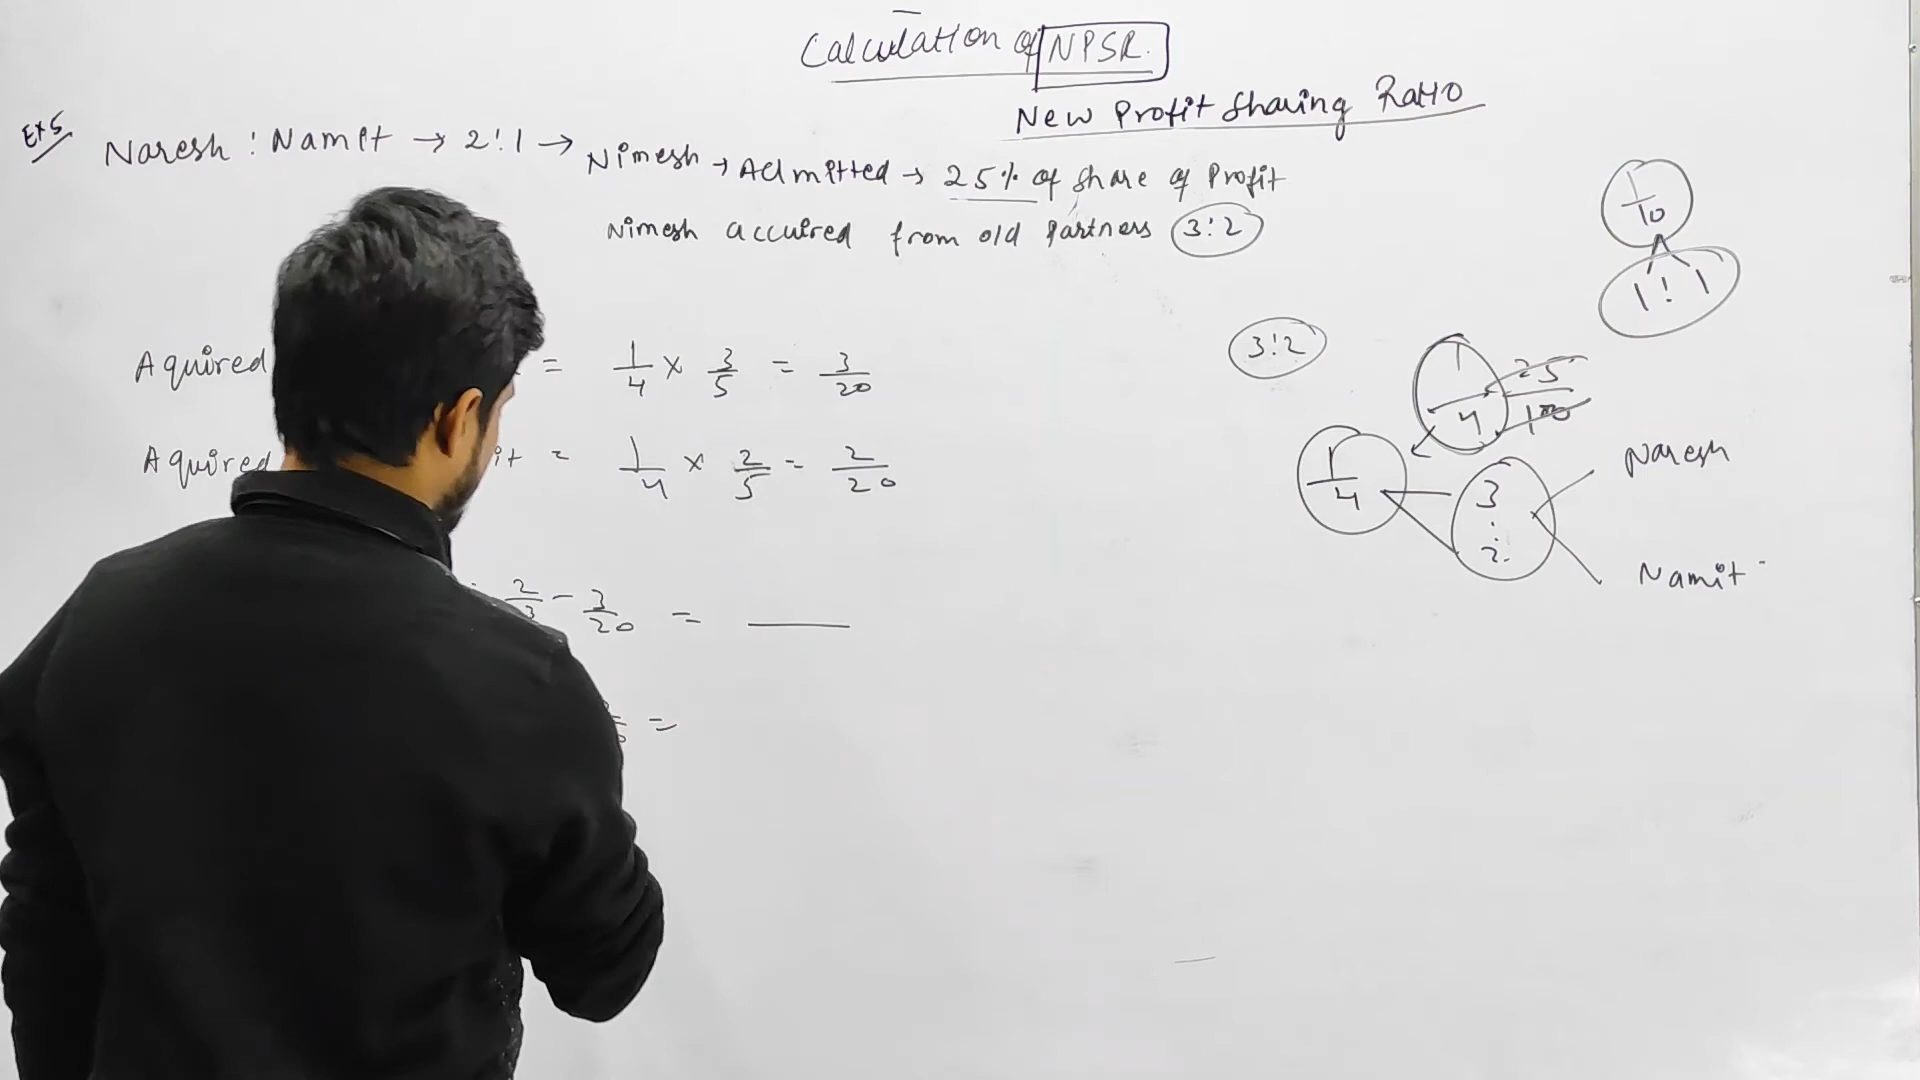 Calculation of NPSR.
New Profit Sharing Ratio
Ex5
Naresh : Namit → 2:1 → Nimesh → Admitted → 25% of share of Profit
Nimesh accuired from old Partners 3:2
1/10
1:1
Aquired = 1/4 × 3/5 = 3/20
Aquired it = 1/4 × 2/5 = 2/20
2/3 - 3/20 =
=
3:2
1/4 25/100
1/4 3:2
Naresh
Namit